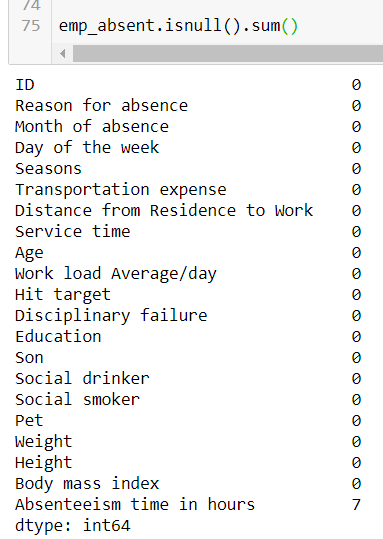 74
75 emp_absent.isnull().sum()
ID 0
Reason for absence 0
Month of absence 0
Day of the week 0
Seasons 0
Transportation expense 0
Distance from Residence to Work 0
Service time 0
Age 0
Work load Average/day 0
Hit target 0
Disciplinary failure 0
Education 0
Son 0
Social drinker 0
Social smoker 0
Pet 0
Weight 0
Height 0
Body mass index 0
Absenteeism time in hours 7
dtype: int64